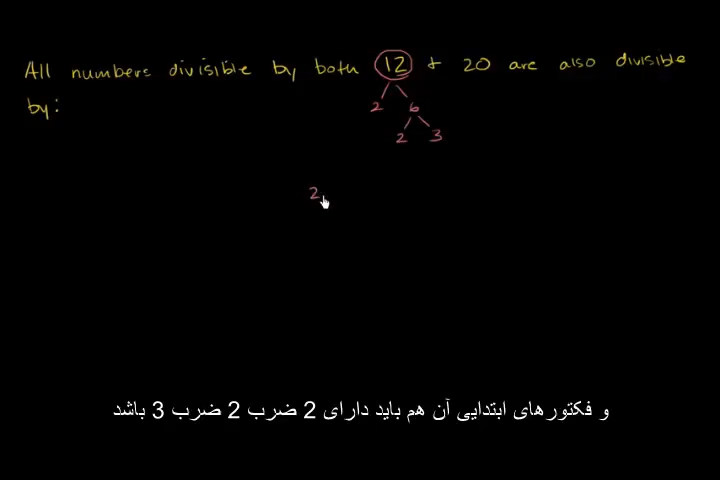 All numbers divisible by both 12 + 20 are also divisible
by:
2 6
2 3
2
و فکتورهای ابتدایی آن هم باید دارای 2 ضرب 2 ضرب 3 باشد